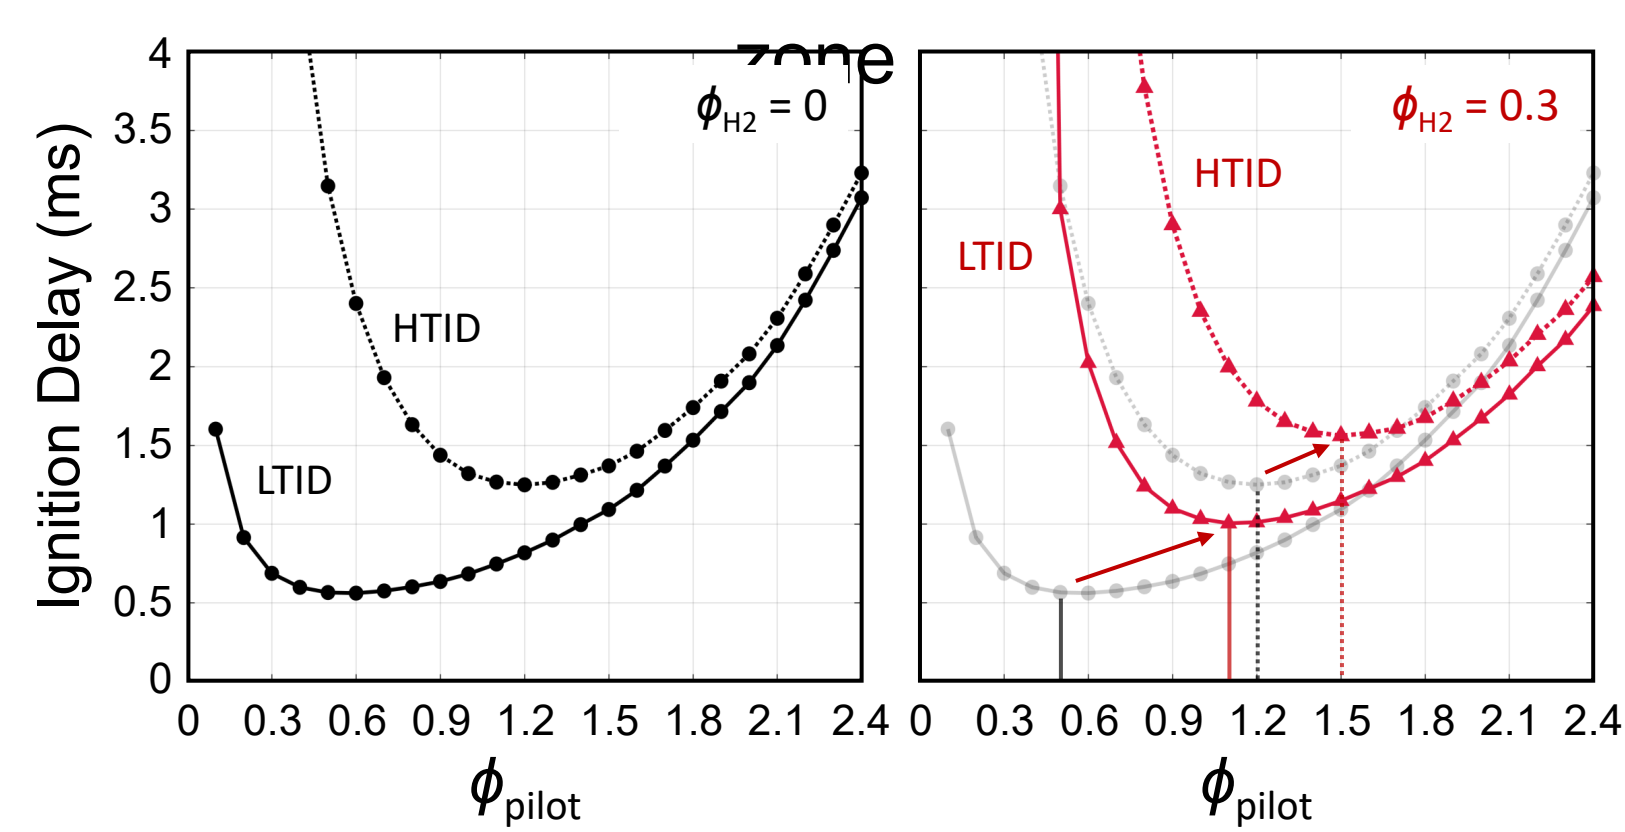 zone
ϕH2 = 0
ϕH2 = 0.3
Ignition Delay (ms)
4
3.5
3
2.5
2
1.5
1
0.5
0
HTID
LTID
HTID
LTID
0 0.3 0.6 0.9 1.2 1.5 1.8 2.1 2.4
0 0.3 0.6 0.9 1.2 1.5 1.8 2.1 2.4
ϕpilot
ϕpilot